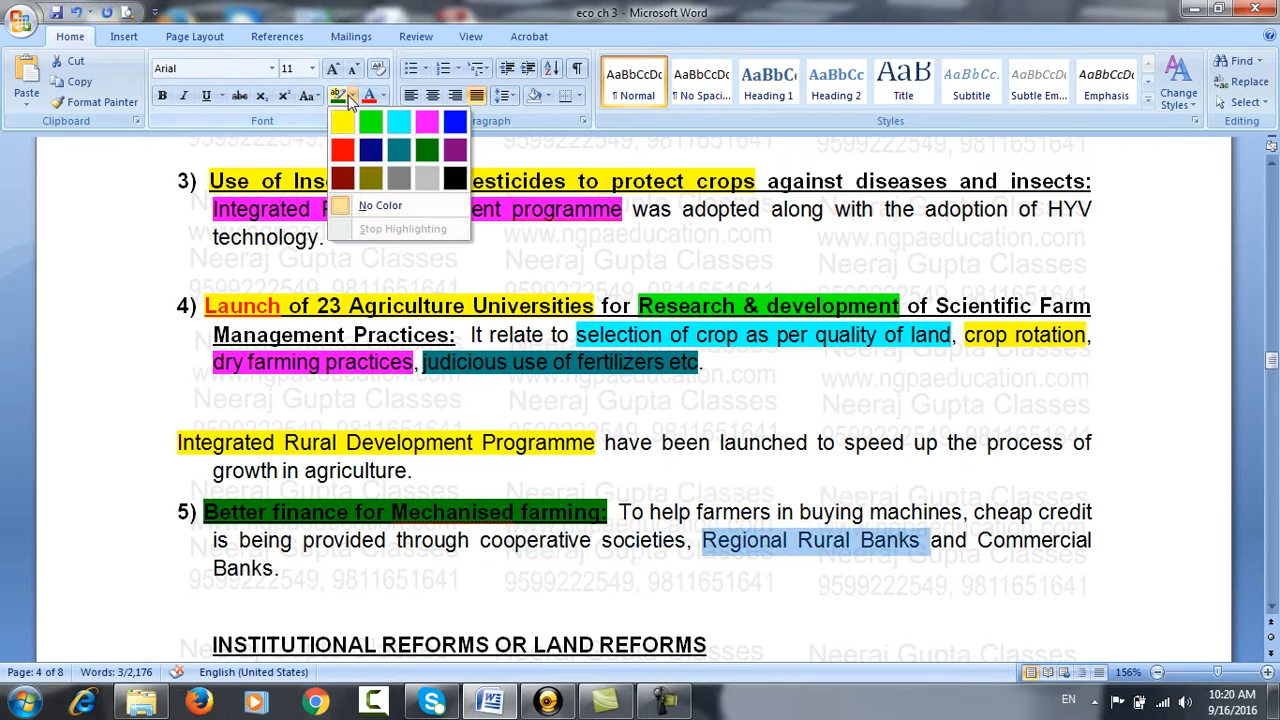 eco ch 3 - Microsoft Word
Home Insert Page Layout References Mailings Review View Acrobat
Paste Cut Copy Format Painter Clipboard
Arial 11 Font
Paragraph
AaBbCcDc ¶ Normal
AaBbCcDc ¶ No Spaci...
AaBbC Heading 1
AaBbCc Heading 2
AaB Title
AaBbCc. Subtitle
AaBbCcDc Subtle Em...
AaBbCcDc Emphasis
Change Styles
Styles
Find Replace Select Editing
No Color
Stop Highlighting
3) Use of Ins esticides to protect crops against diseases and insects:
Integrated ent programme was adopted along with the adoption of HYV
technology.
4) Launch of 23 Agriculture Universities for Research & development of Scientific Farm
Management Practices: It relate to selection of crop as per quality of land, crop rotation,
dry farming practices, judicious use of fertilizers etc.
Integrated Rural Development Programme have been launched to speed up the process of
growth in agriculture.
5) Better finance for Mechanised farming: To help farmers in buying machines, cheap credit
is being provided through cooperative societies, Regional Rural Banks and Commercial
Banks.
INSTITUTIONAL REFORMS OR LAND REFORMS
www.ngpaeducation.com
Neeraj Gupta Classes
9599222549, 9811651641
Page: 4 of 8 Words: 3/2,176 English (United States) 156%
EN 10:20 AM
9/16/2016